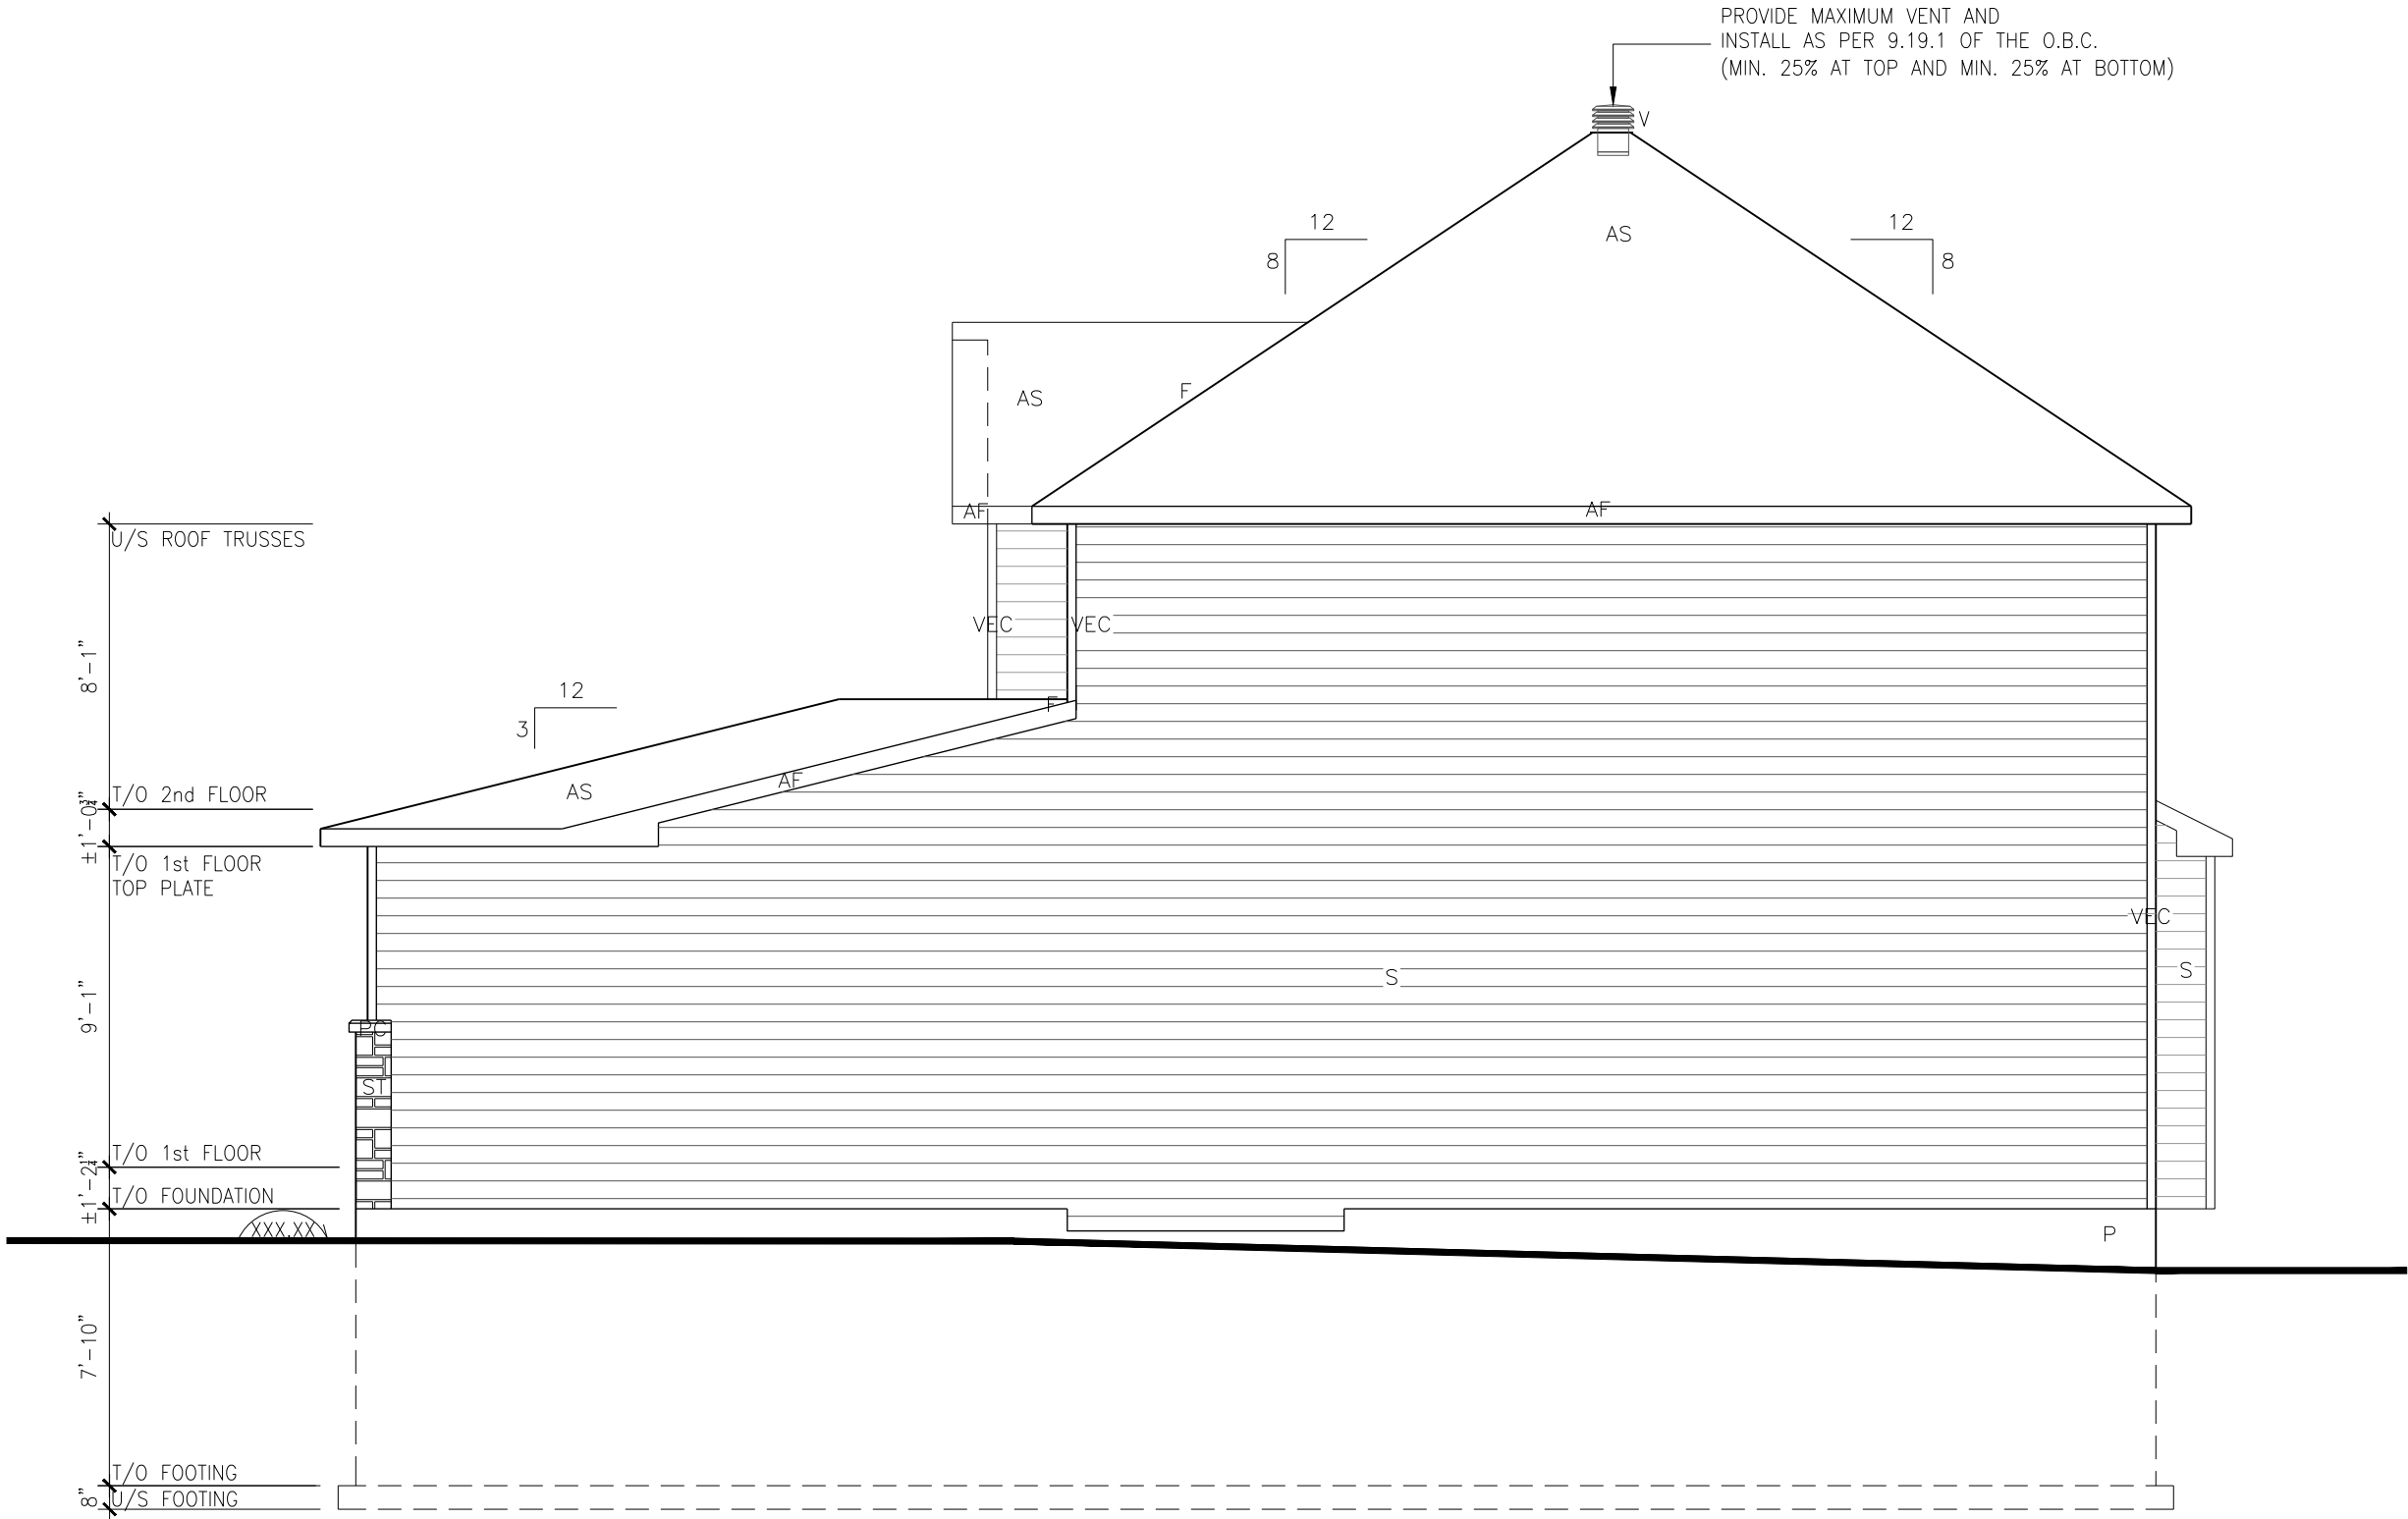 PROVIDE MAXIMUM VENT AND
INSTALL AS PER 9.19.1 OF THE O.B.C.
(MIN. 25% AT TOP AND MIN. 25% AT BOTTOM)
V
12
8
12
8
AS
AS
F
AF
AF
U/S ROOF TRUSSES
VEC
VEC
8'-1"
12
3
F
AS
AF
T/O 2nd FLOOR
±1'-0¾"
T/O 1st FLOOR
TOP PLATE
VEC
S
S
9'-1"
PC
ST
T/O 1st FLOOR
T/O FOUNDATION
XXX.XX
P
7'-10"
T/O FOOTING
U/S FOOTING
8"